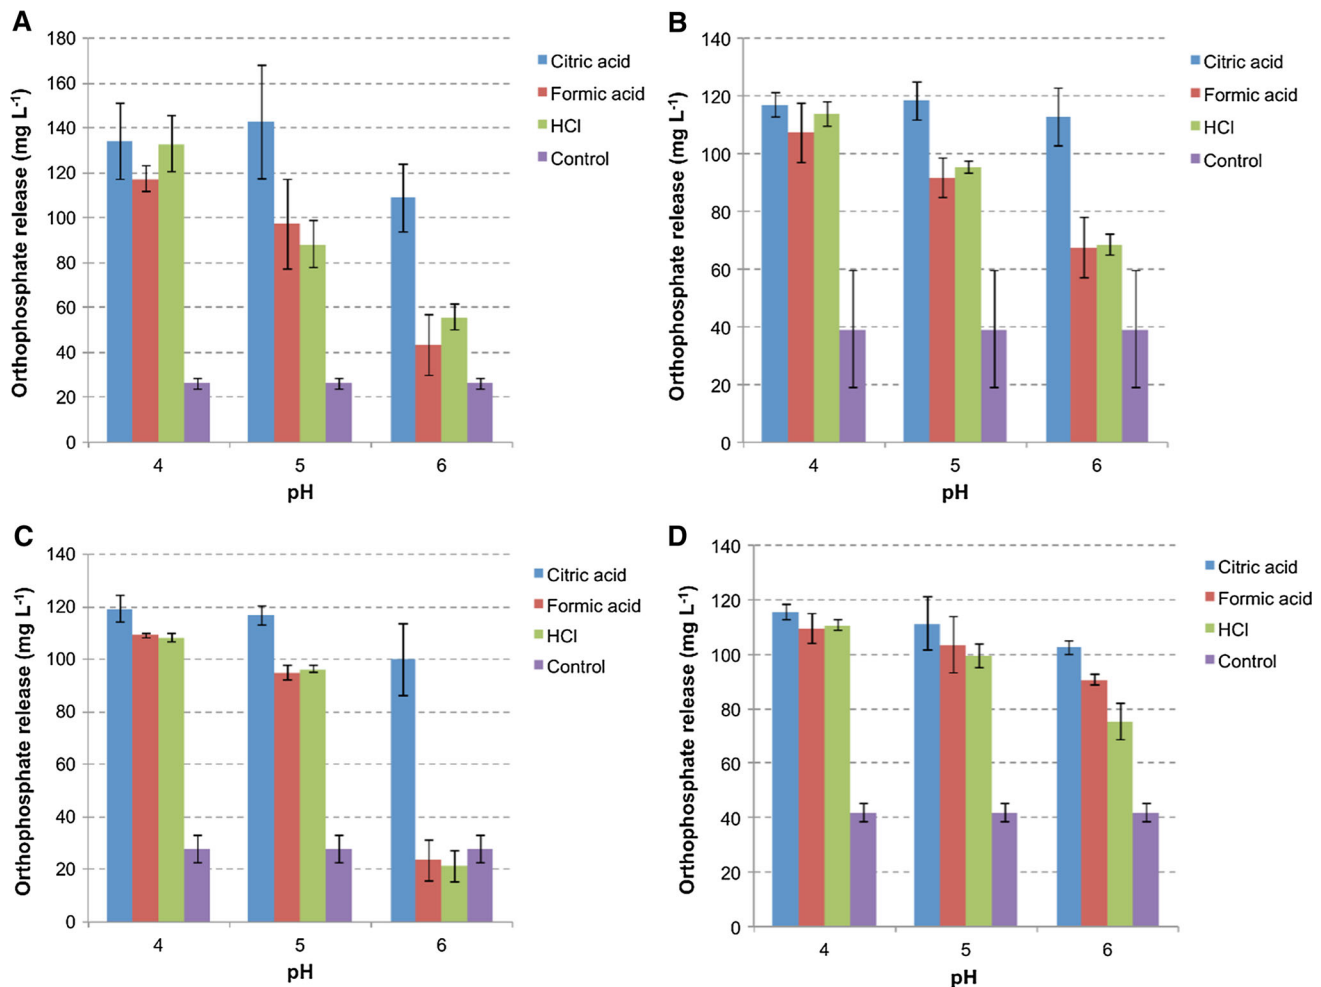 A
Orthophosphate release (mg L-1)
180
160
140
120
100
80
60
40
20
0
4 5 6
pH
Citric acid
Formic acid
HCl
Control
B
Orthophosphate release (mg L-1)
140
120
100
80
60
40
20
0
4 5 6
pH
Citric acid
Formic acid
HCl
Control
C
Orthophosphate release (mg L-1)
140
120
100
80
60
40
20
0
4 5 6
pH
Citric acid
Formic acid
HCl
Control
D
Orthophosphate release (mg L-1)
140
120
100
80
60
40
20
0
4 5 6
pH
Citric acid
Formic acid
HCl
Control